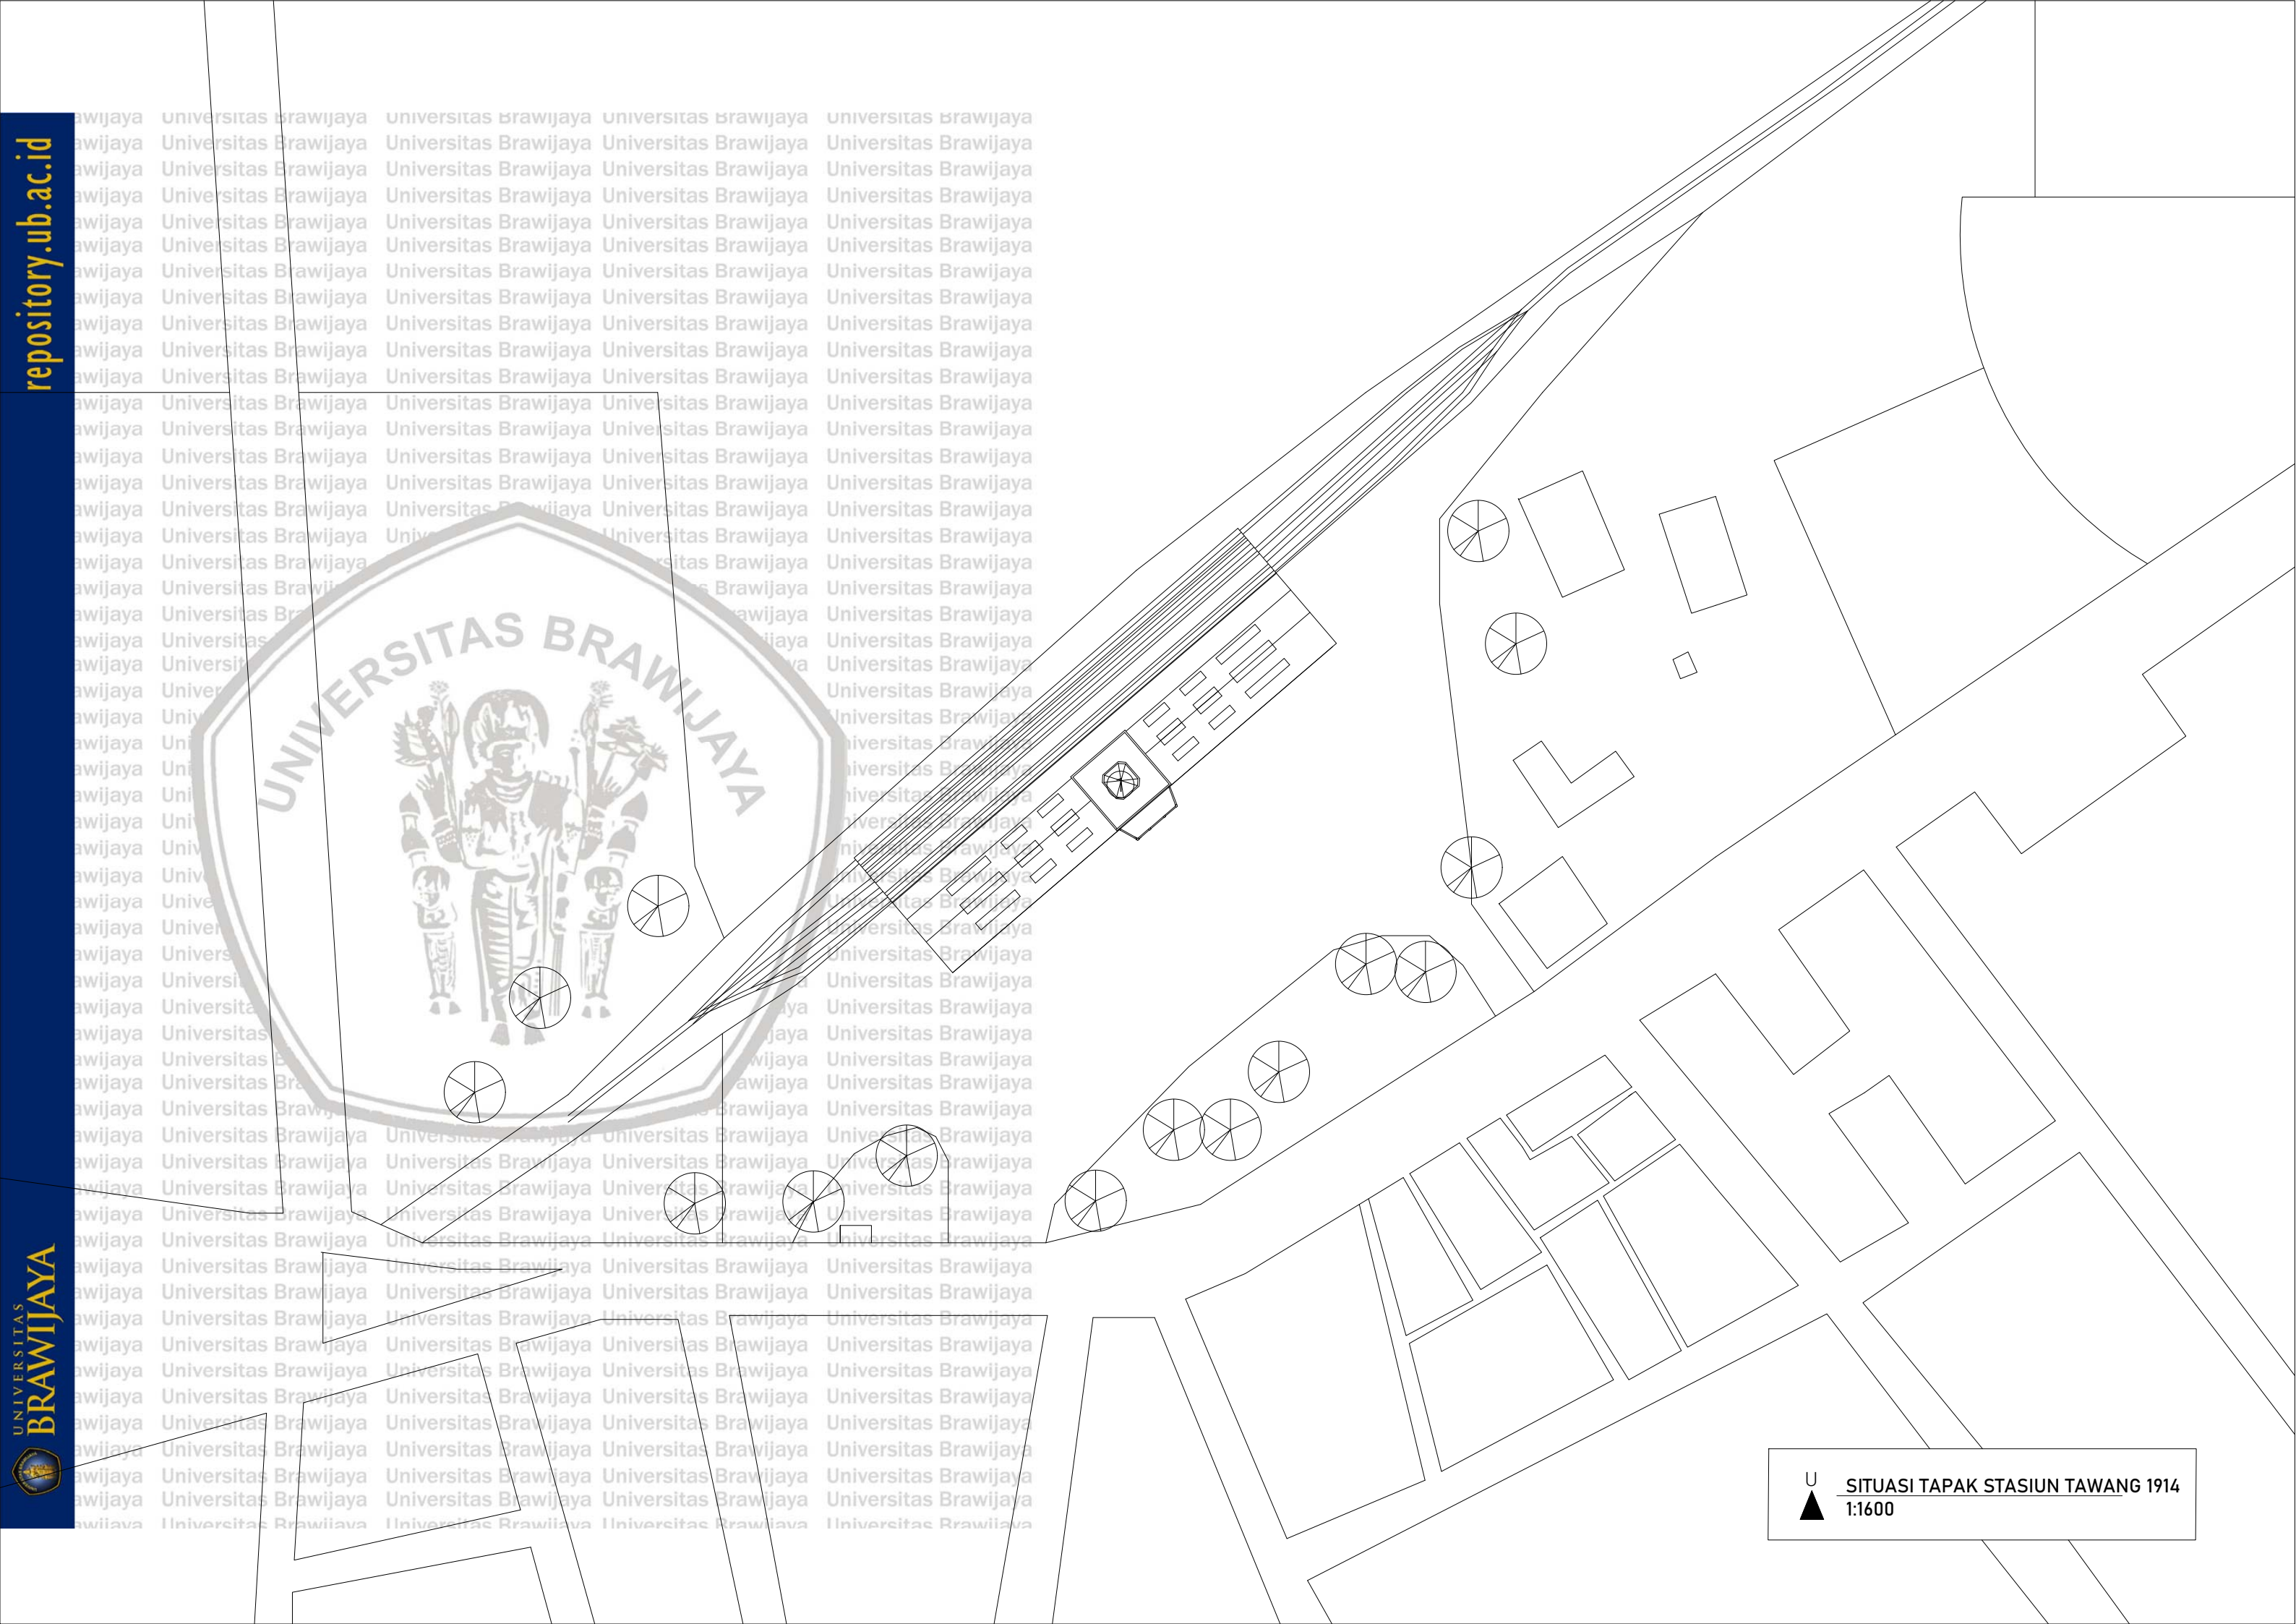 repository.ub.ac.id
UNIVERSITAS
BRAWIJAYA
UNIVERSITAS BRAWIJAYA
U
SITUASI TAPAK STASIUN TAWANG 1914
1:1600